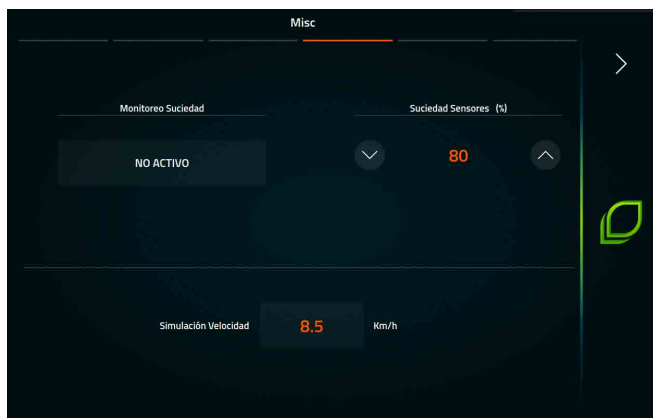 Misc
Monitoreo Suciedad
Suciedad Sensores (%)
NO ACTIVO
80
Simulación Velocidad
8.5
Km/h